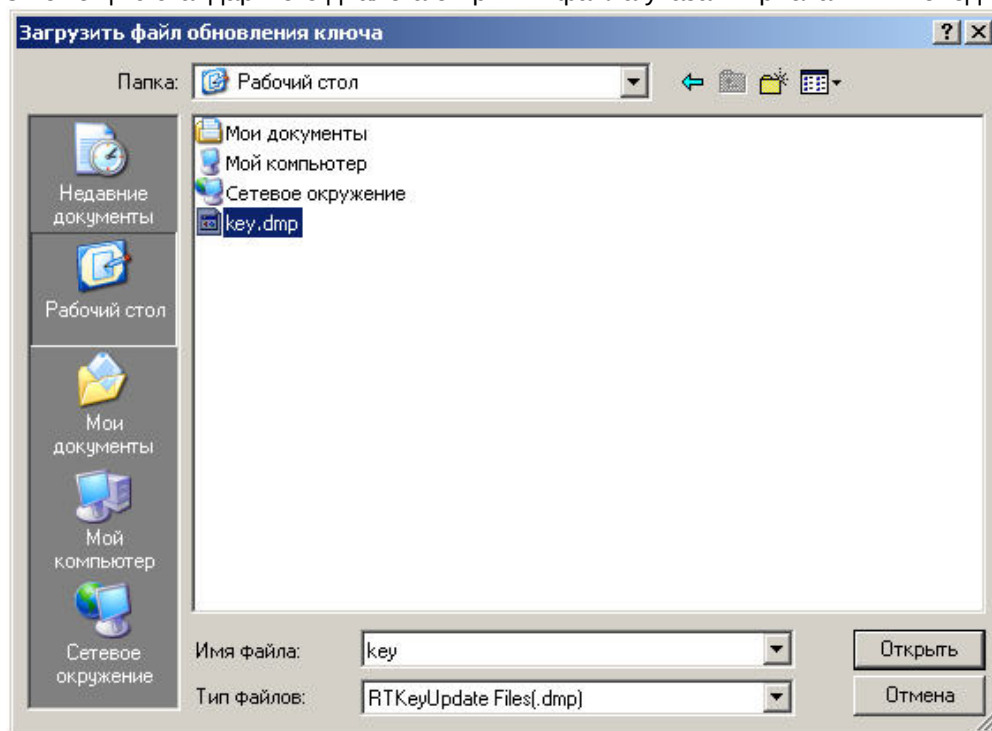 Загрузить файл обновления ключа
Папка:
Рабочий стол
Мои документы
Мой компьютер
Сетевое окружение
key.dmp
Недавние
документы
Рабочий стол
Мои
документы
Мой
компьютер
Сетевое
окружение
Имя файла:
key
Открыть
Тип файлов:
RTKeyUpdate Files(.dmp)
Отмена